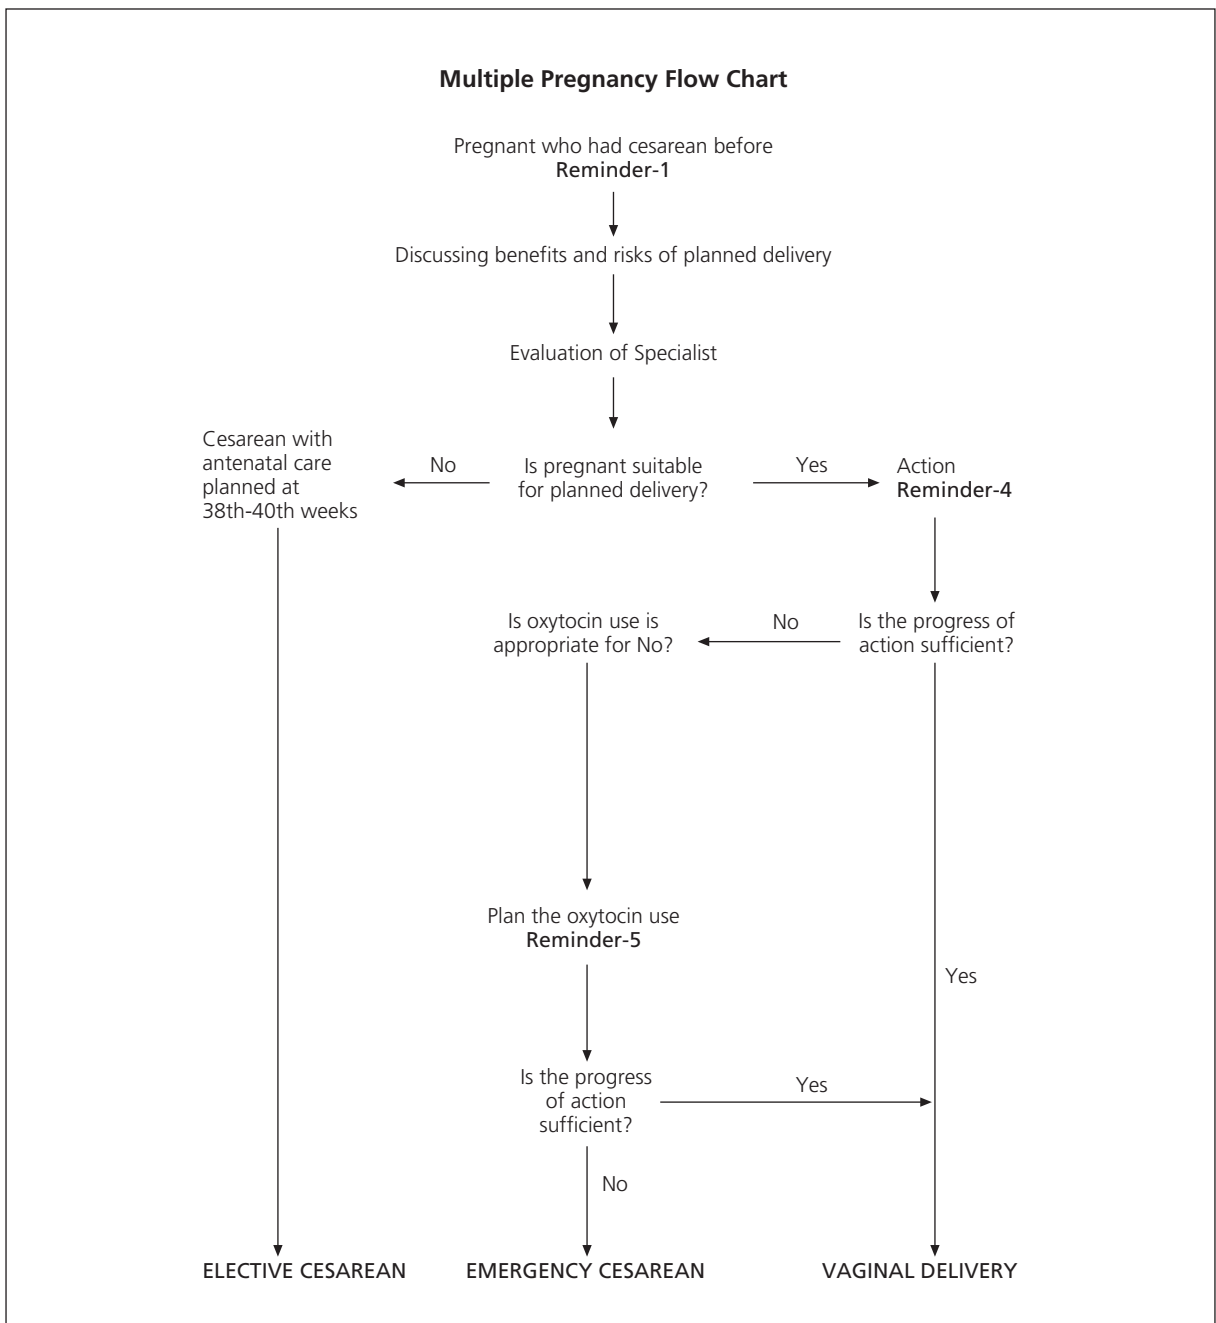 Multiple Pregnancy Flow Chart
Pregnant who had cesarean before
Reminder-1
Discussing benefits and risks of planned delivery
Evaluation of Specialist
Cesarean with
antenatal care
planned at
38th-40th weeks
No
Is pregnant suitable
for planned delivery?
Yes
Action
Reminder-4
Is oxytocin use is
appropriate for No?
No
Is the progress of
action sufficient?
Plan the oxytocin use
Reminder-5
Yes
Is the progress
of action
sufficient?
Yes
No
ELECTIVE CESAREAN
EMERGENCY CESAREAN
VAGINAL DELIVERY